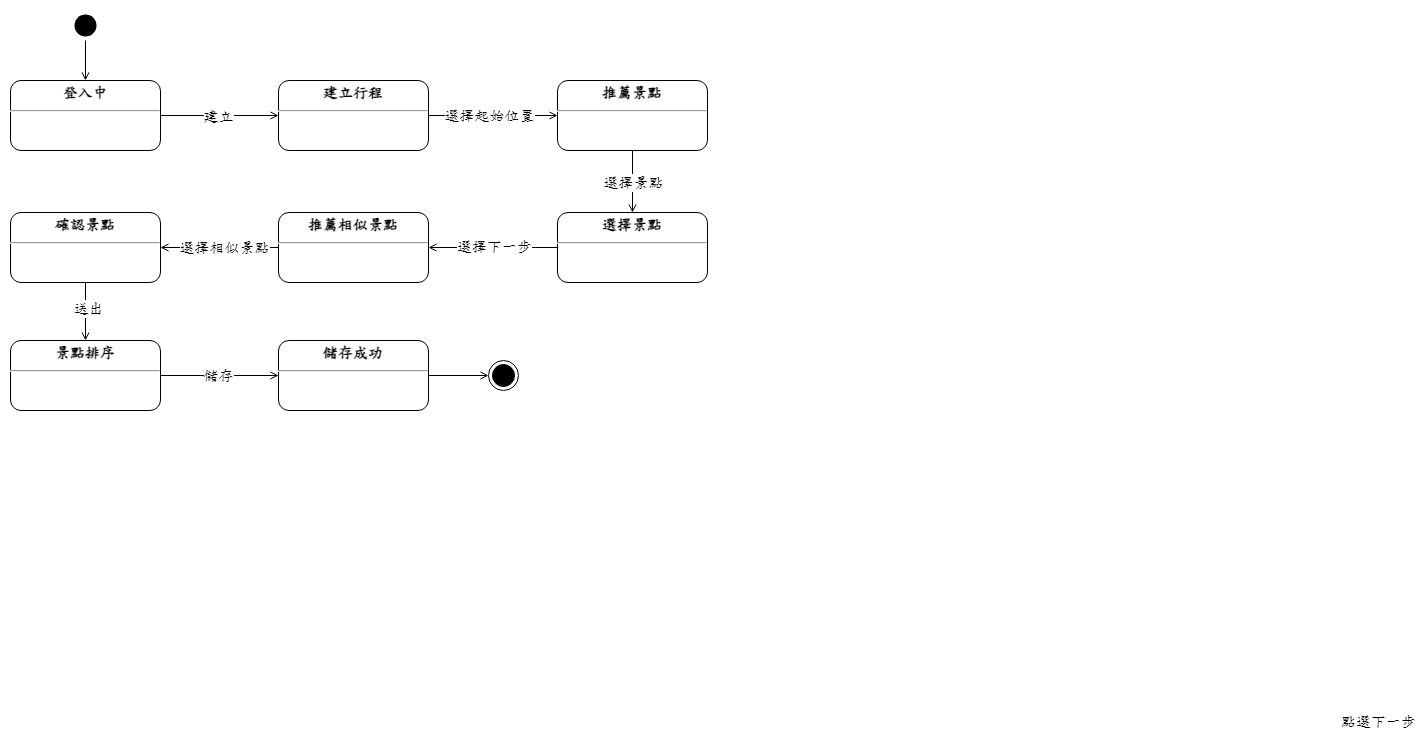 登入中
建立
建立行程
選擇起始位置
推薦景點
選擇景點
選擇景點
選擇下一步
推薦相似景點
選擇相似景點
確認景點
送出
景點排序
儲存
儲存成功
點選下一步